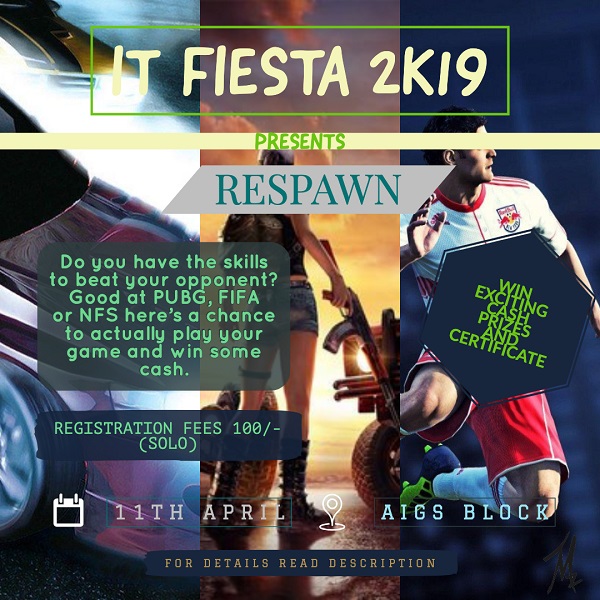 IT FIESTA 2K19
PRESENTS
RESPAWN
Do you have the skills
to beat your opponent?
Good at PUBG, FIFA
or NFS here's a chance
to actually play your
game and win some
cash.
WIN
EXCITING
CASH
PRIZES
AND
CERTIFICATE
REGISTRATION FEES 100/-
(SOLO)
11TH APRIL
AIGS BLOCK
FOR DETAILS READ DESCRIPTION